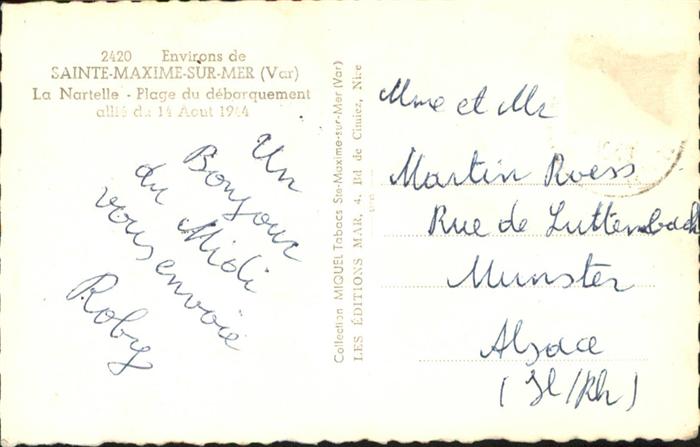 2420 Environs de
SAINTE-MAXIME-SUR-MER (Var)
La Nartelle - Plage du débarquement
allié du 14 Aout 1944
Un
Bonjour
du Midi
vous envoie
Roby
Collection MIQUEL Tabacs Ste-Maxime-sur-Mer (Var)
LES ÉDITIONS MAR, 4, Bd de Cimiez, Nice
Mme et Mr
Martin Roess
Rue de Luttenbach
Munster
Alsace
(Ht/Rh)